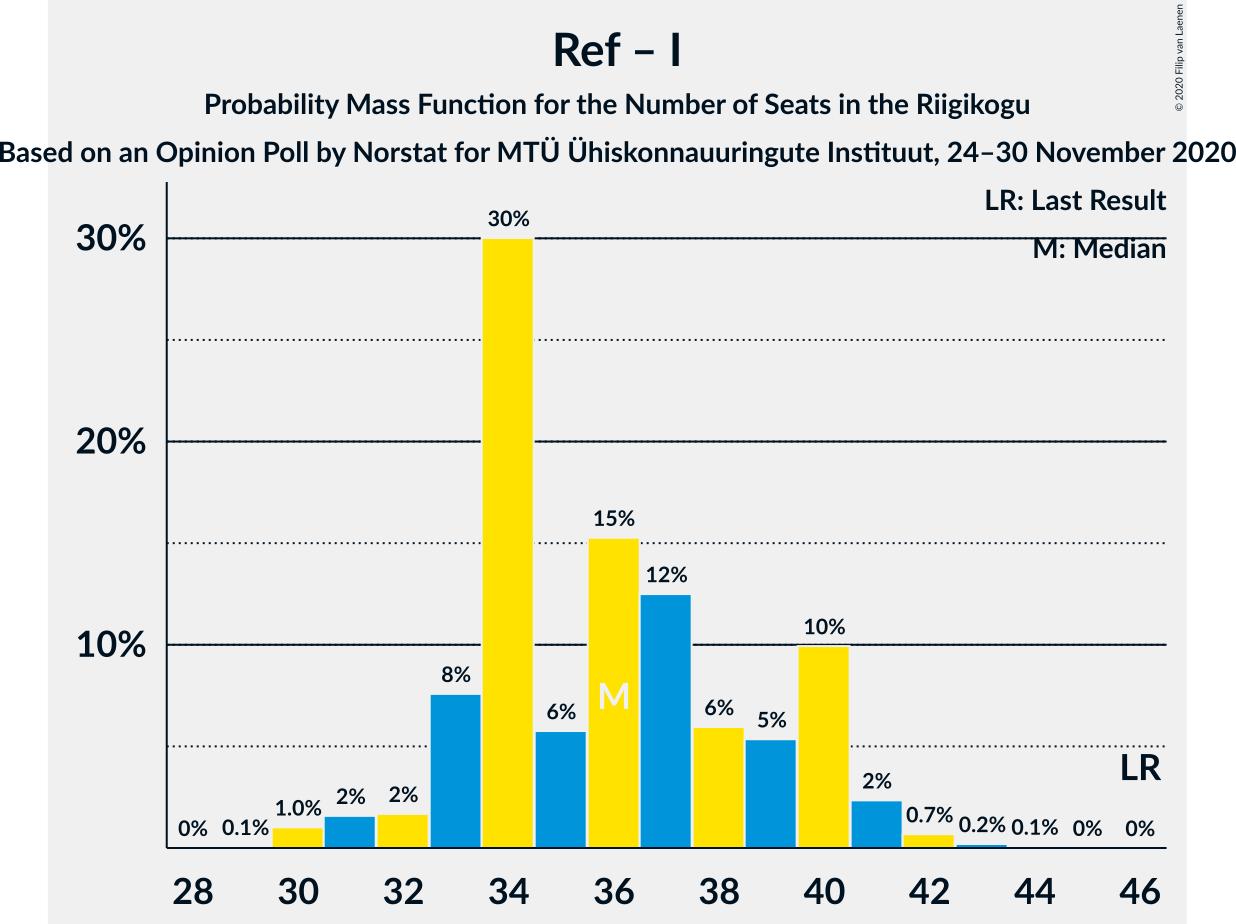 Ref – I
Probability Mass Function for the Number of Seats in the Riigikogu
Based on an Opinion Poll by Norstat for MTÜ Ühiskonnauuringute Instituut, 24–30 November 2020
© 2020 Filip van Laenen
LR: Last Result
M: Median
30%
20%
10%
0% 0.1% 1.0% 2% 2% 8% 30% 6% 15% 12% 6% 5% 10% 2% 0.7% 0.2% 0.1% 0% 0%
M
LR
28 30 32 34 36 38 40 42 44 46